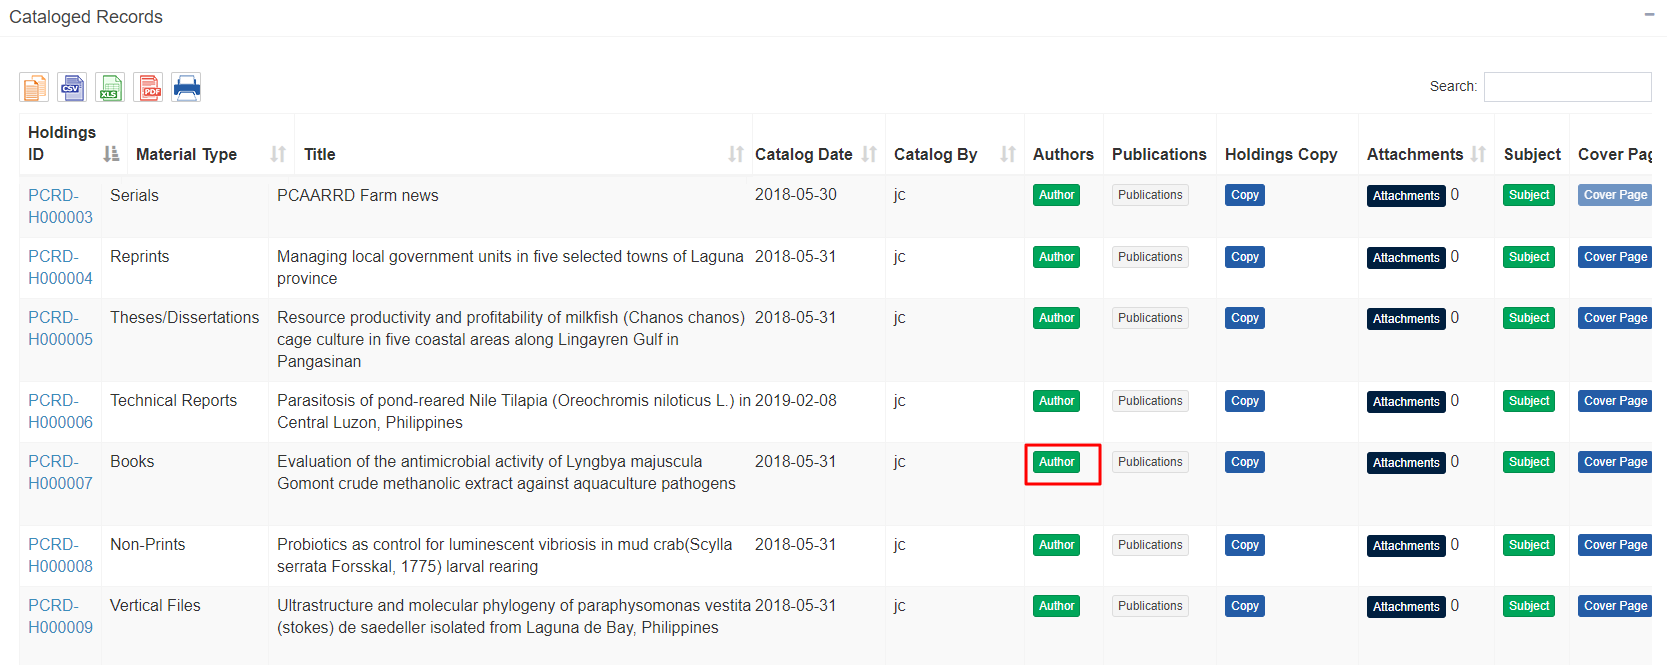 Cataloged Records
CSV
XLS
PDF
Search:
Holdings
ID
Material Type
Title
Catalog Date
Catalog By
Authors
Publications
Holdings Copy
Attachments
Subject
Cover Pag
PCRD- Serials PCAARRD Farm news 2018-05-30 jc Author Publications Copy Attachments 0 Subject Cover Page
H000003
PCRD- Reprints Managing local government units in five selected towns of Laguna 2018-05-31 jc Author Publications Copy Attachments 0 Subject Cover Page
H000004 province
PCRD- Theses/Dissertations Resource productivity and profitability of milkfish (Chanos chanos) 2018-05-31 jc Author Publications Copy Attachments 0 Subject Cover Page
H000005 cage culture in five coastal areas along Lingayren Gulf in
Pangasinan
PCRD- Technical Reports Parasitosis of pond-reared Nile Tilapia (Oreochromis niloticus L.) in 2019-02-08 jc Author Publications Copy Attachments 0 Subject Cover Page
H000006 Central Luzon, Philippines
PCRD- Books Evaluation of the antimicrobial activity of Lyngbya majuscula 2018-05-31 jc Author Publications Copy Attachments 0 Subject Cover Page
H000007 Gomont crude methanolic extract against aquaculture pathogens
PCRD- Non-Prints Probiotics as control for luminescent vibriosis in mud crab(Scylla 2018-05-31 jc Author Publications Copy Attachments 0 Subject Cover Page
H000008 serrata Forsskal, 1775) larval rearing
PCRD- Vertical Files Ultrastructure and molecular phylogeny of paraphysomonas vestita 2018-05-31 jc Author Publications Copy Attachments 0 Subject Cover Page
H000009 (stokes) de saedeller isolated from Laguna de Bay, Philippines